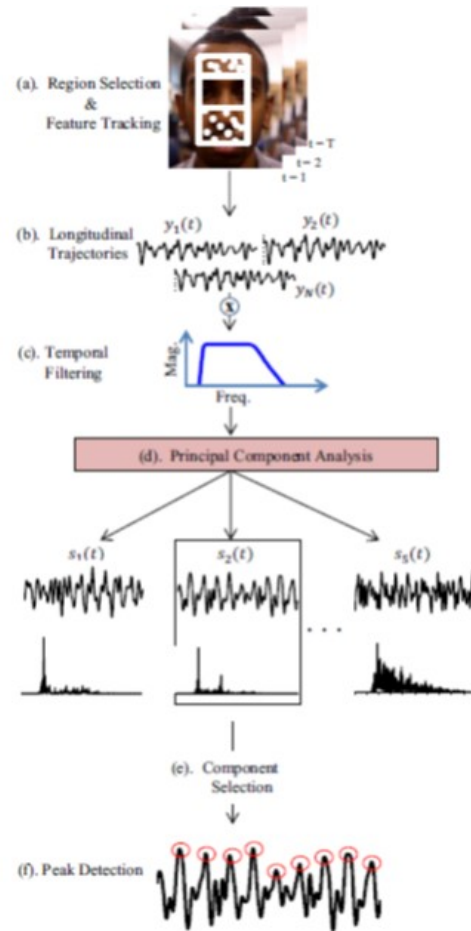 (a). Region Selection
&
Feature Tracking
t=T
t=2
t=1
(b). Longitudinal
Trajectories
y₁(t)
y₂(t)
y_N(t)
x
(c). Temporal
Filtering
Mag.
Freq.
(d). Principal Component Analysis
s₁(t)
s₂(t)
s₅(t)
. . .
(e). Component
Selection
(f). Peak Detection